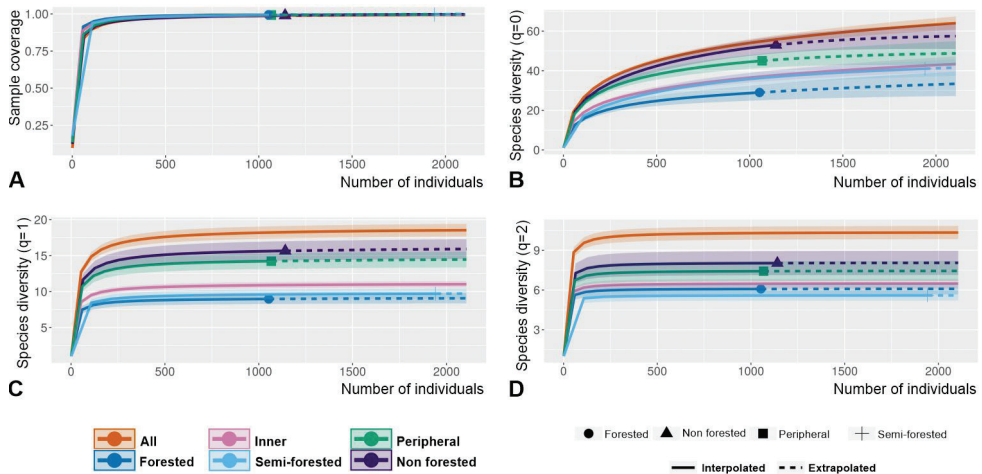 Sample coverage
1.00
0.75
0.50
0.25
0
500
1000
1500
2000
Number of individuals
A
Species diversity (q=0)
60
40
20
0
0
500
1000
1500
2000
Number of individuals
B
Species diversity (q=1)
20
15
10
5
0
500
1000
1500
2000
Number of individuals
C
Species diversity (q=2)
9
6
3
0
500
1000
1500
2000
Number of individuals
D
All Inner Peripheral
Forested Semi-forested Non forested
Forested Non forested Peripheral Semi-forested
Interpolated Extrapolated